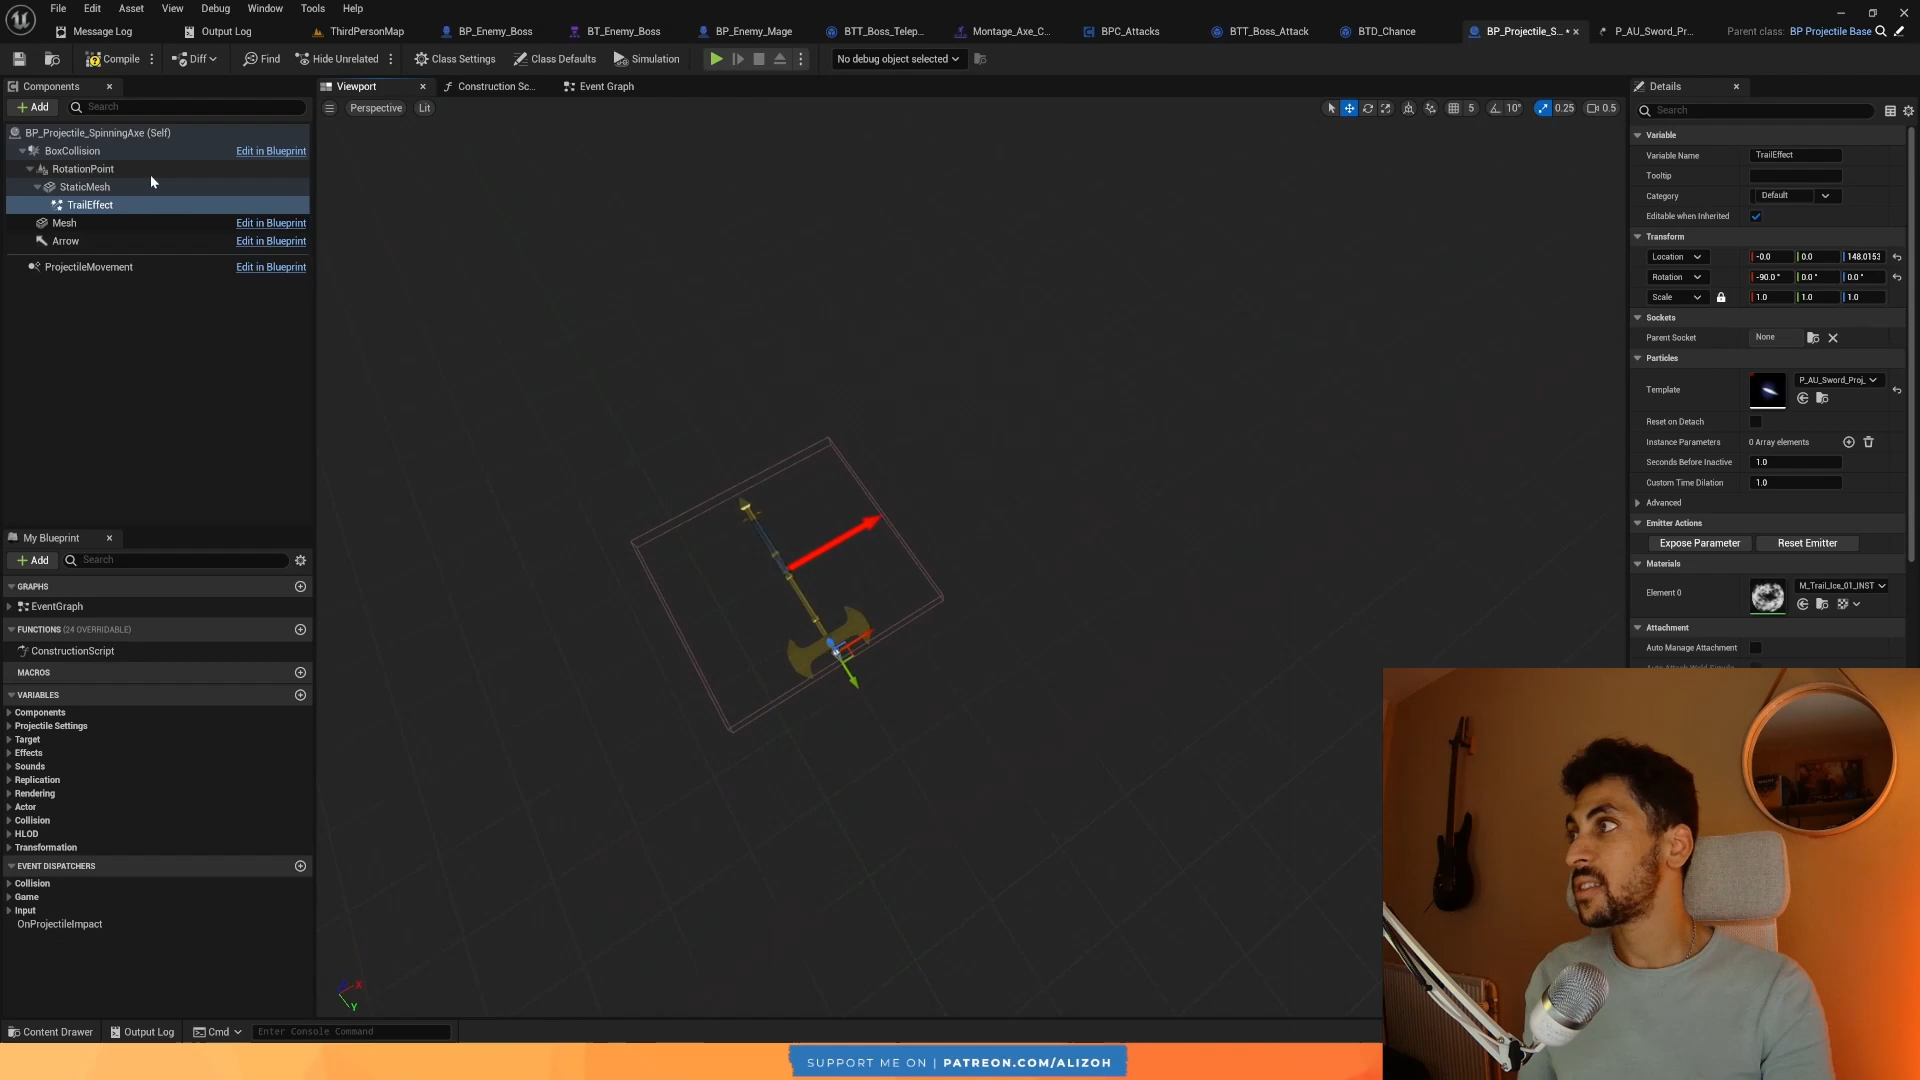 File Edit Asset View Debug Window Tools Help
Message Log Output Log ThirdPersonMap BP_Enemy_Boss BT_Enemy_Boss BP_Enemy_Mage BTT_Boss_Telep... Montage_Axe_C... BPC_Attacks BTT_Boss_Attack BTD_Chance BP_Projectile_S... • P_AU_Sword_Pr... Parent class: BP Projectile Base
Compile Diff Find Hide Unrelated Class Settings Class Defaults Simulation No debug object selected
Components
Add Search
BP_Projectile_SpinningAxe (Self)
BoxCollision Edit in Blueprint
RotationPoint
StaticMesh
TrailEffect
Mesh Edit in Blueprint
Arrow Edit in Blueprint
ProjectileMovement Edit in Blueprint
My Blueprint
Add Search
GRAPHS
EventGraph
FUNCTIONS (24 OVERRIDABLE)
ConstructionScript
MACROS
VARIABLES
Components
Projectile Settings
Target
Effects
Sounds
Replication
Rendering
Actor
Collision
HLOD
Transformation
EVENT DISPATCHERS
Collision
Game
Input
OnProjectileImpact
Viewport Construction Sc... Event Graph
Perspective Lit
5 10° 0.25 0.5
X
Y
Details
Search
Variable
Variable Name TrailEffect
Tooltip
Category Default
Editable when Inherited
Transform
Location -0.0 0.0 148.0153
Rotation -90.0 ° 0.0 ° 0.0 °
Scale 1.0 1.0 1.0
Sockets
Parent Socket None
Particles
Template P_AU_Sword_Proj_
Reset on Detach
Instance Parameters 0 Array elements
Seconds Before Inactive 1.0
Custom Time Dilation 1.0
Advanced
Emitter Actions
Expose Parameter Reset Emitter
Materials
Element 0 M_Trail_Ice_01_INST
Attachment
Auto Manage Attachment
Content Drawer Output Log Cmd Enter Console Command
SUPPORT ME ON | PATREON.COM/ALIZOH